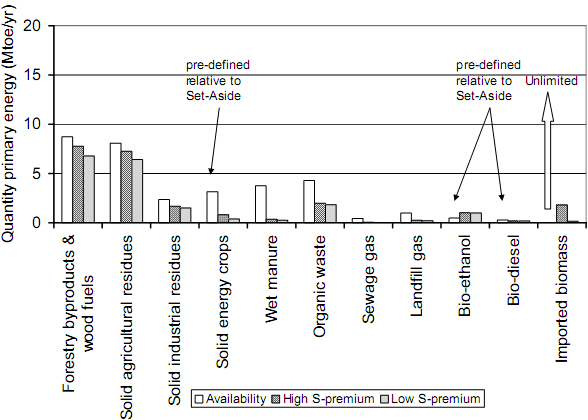 Quantity primary energy (Mtoe/yr)
20
15
10
5
0
pre-defined
relative to
Set-Aside
pre-defined
relative to
Set-Aside
Unlimited
Forestry byproducts &
wood fuels
Solid agricultural residues
Solid industrial residues
Solid energy crops
Wet manure
Organic waste
Sewage gas
Landfill gas
Bio-ethanol
Bio-diesel
Imported biomass
Availability
High S-premium
Low S-premium